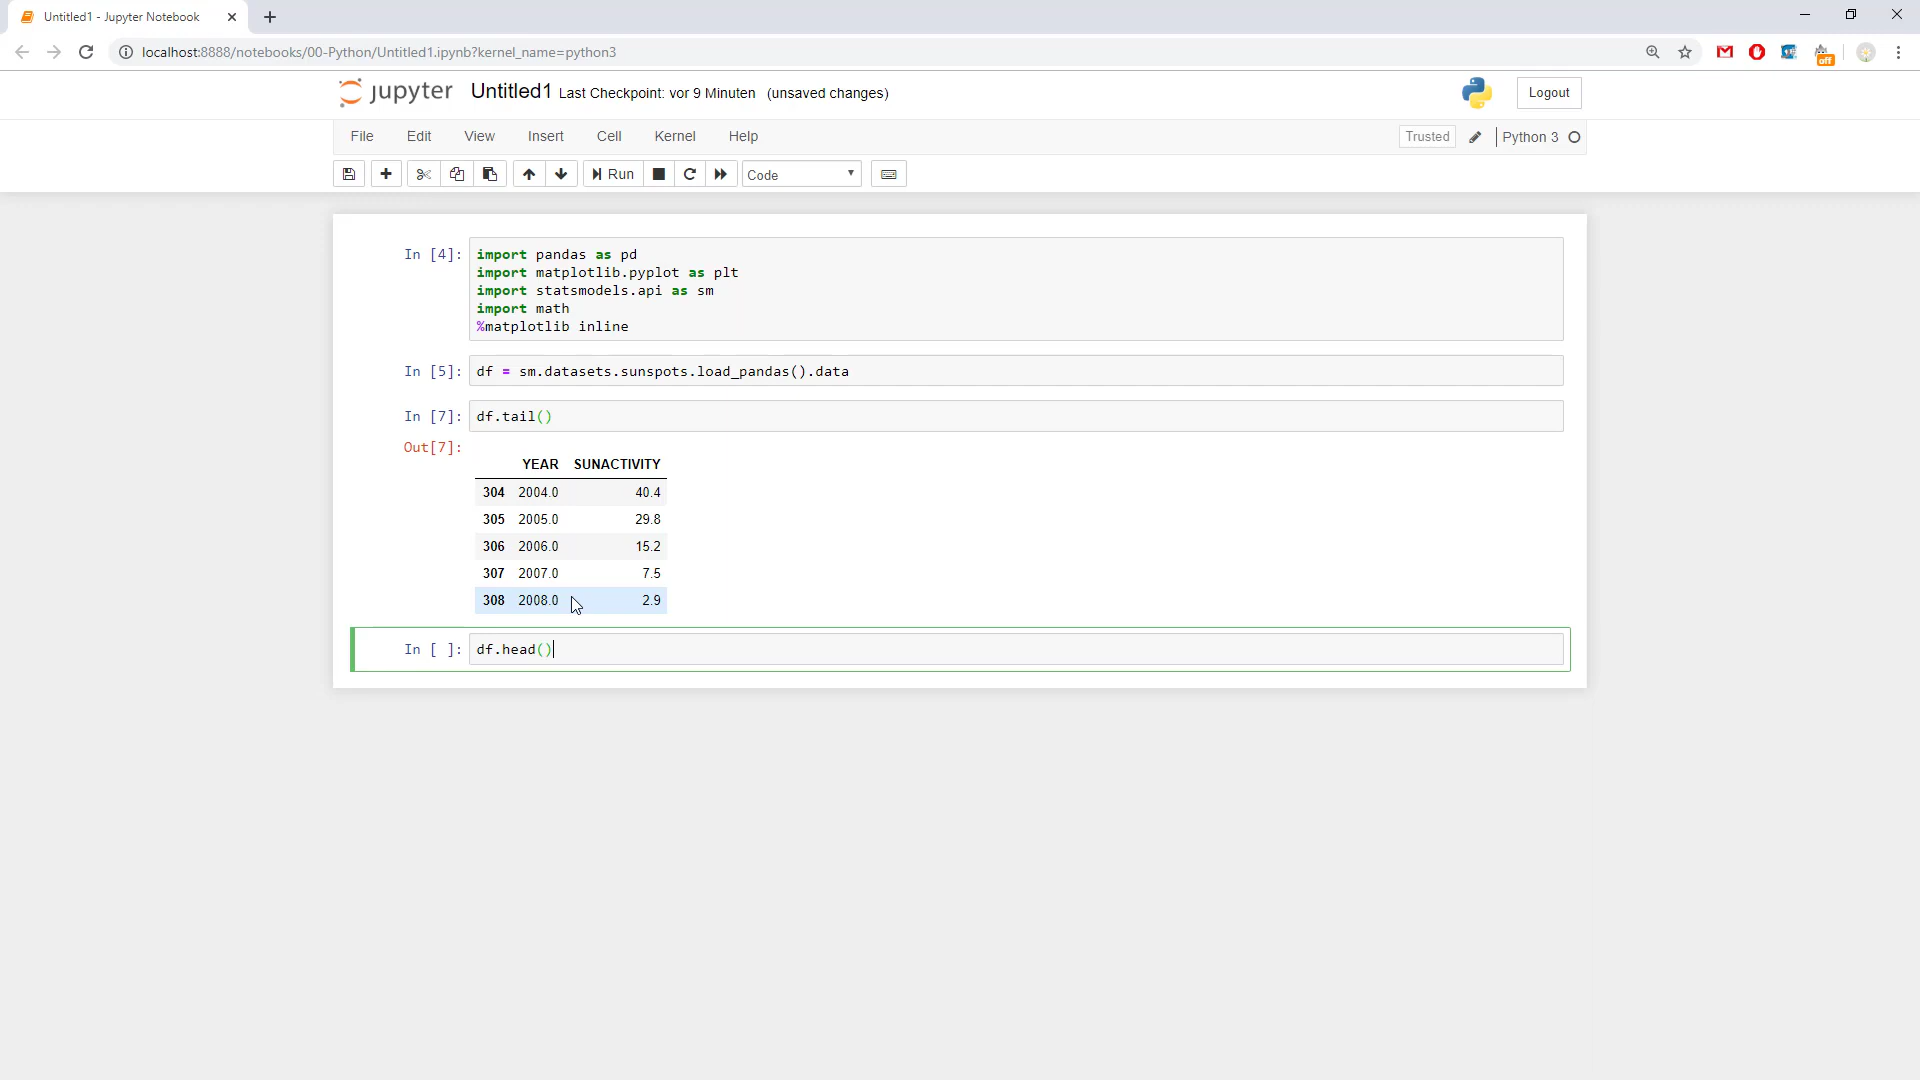 Untitled1 - Jupyter Notebook
localhost:8888/notebooks/00-Python/Untitled1.ipynb?kernel_name=python3
off
jupyter Untitled1 Last Checkpoint: vor 9 Minuten (unsaved changes)
Logout
File Edit View Insert Cell Kernel Help
Trusted Python 3
Run Code
In [4]: import pandas as pd
import matplotlib.pyplot as plt
import statsmodels.api as sm
import math
%matplotlib inline
In [5]: df = sm.datasets.sunspots.load_pandas().data
In [7]: df.tail()
Out[7]:
YEAR SUNACTIVITY
304 2004.0 40.4
305 2005.0 29.8
306 2006.0 15.2
307 2007.0 7.5
308 2008.0 2.9
In [ ]: df.head()